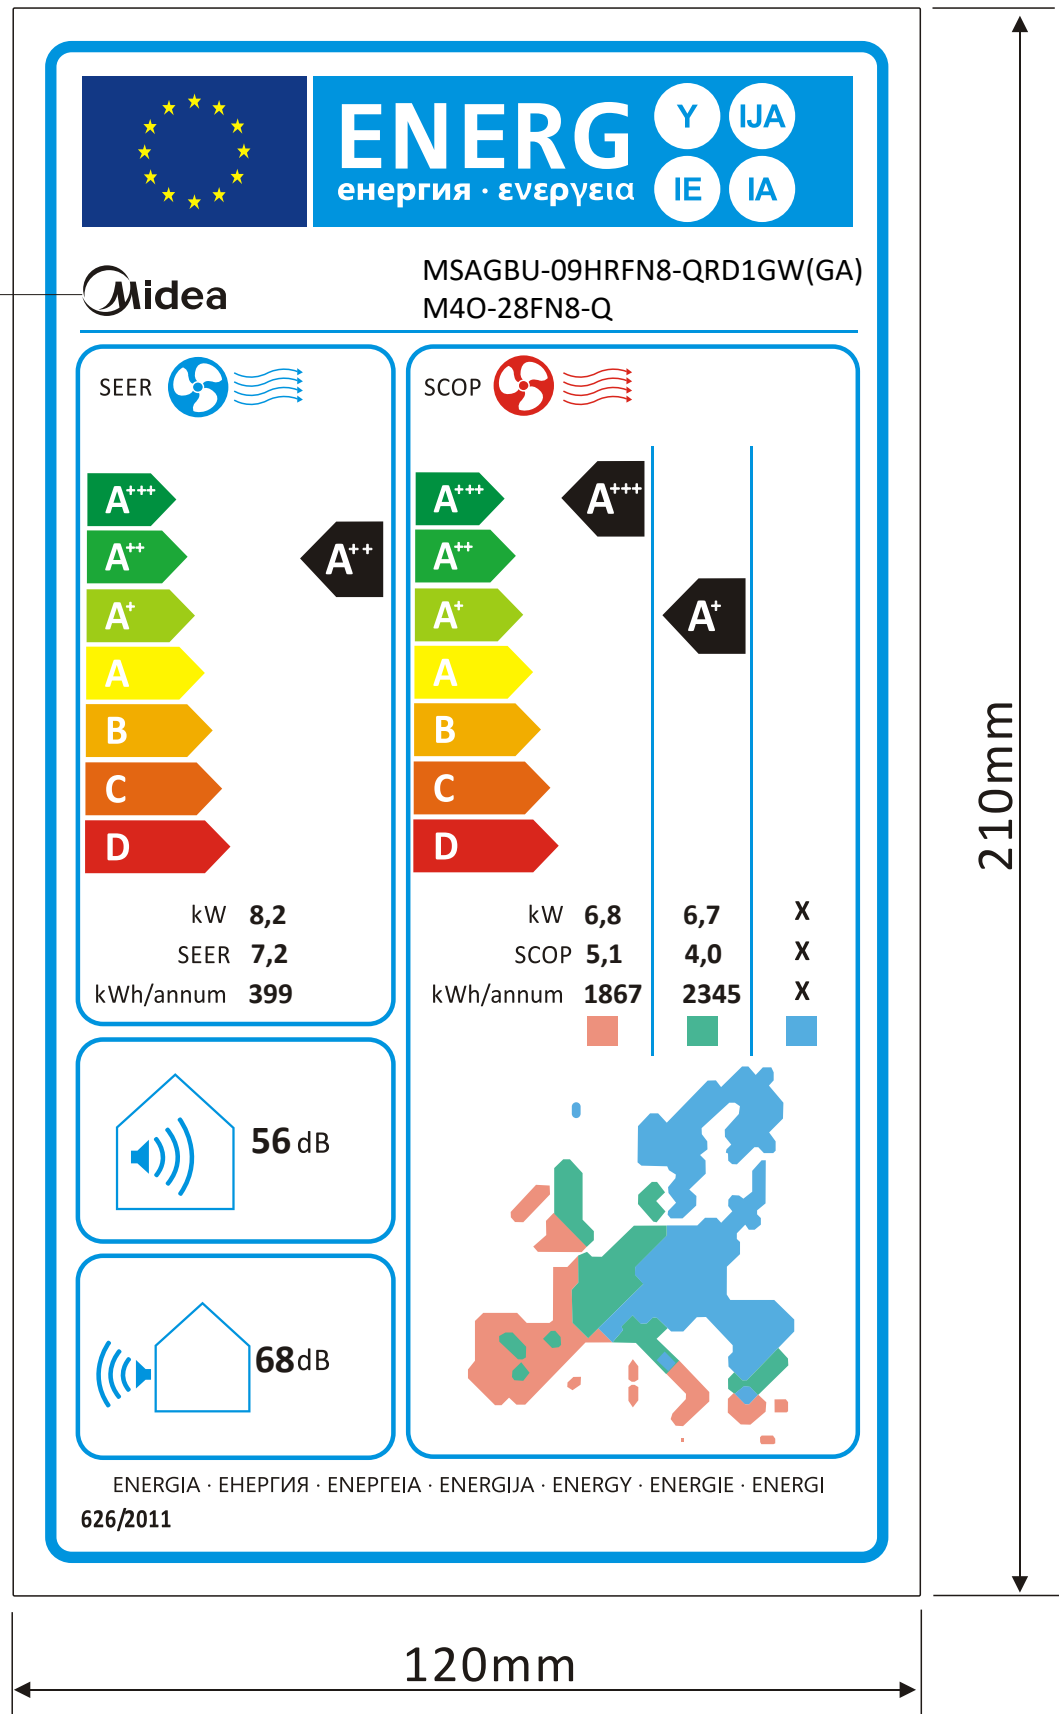 ENERG
енергия · ενεργεια
Y IJA
IE IA
Midea
MSAGBU-09HRFN8-QRD1GW(GA)
M4O-28FN8-Q
SEER
A+++
A++
A+
A
B
C
D
A++
kW 8,2
SEER 7,2
kWh/annum 399
SCOP
A+++
A++
A+
A
B
C
D
A+++
A+
kW 6,8 6,7 X
SCOP 5,1 4,0 X
kWh/annum 1867 2345 X
56 dB
68 dB
ENERGIA · ЕНЕРГИЯ · ΕΝΕΡΓΕΙΑ · ENERGIJA · ENERGY · ENERGIE · ENERGI
626/2011
210mm
120mm